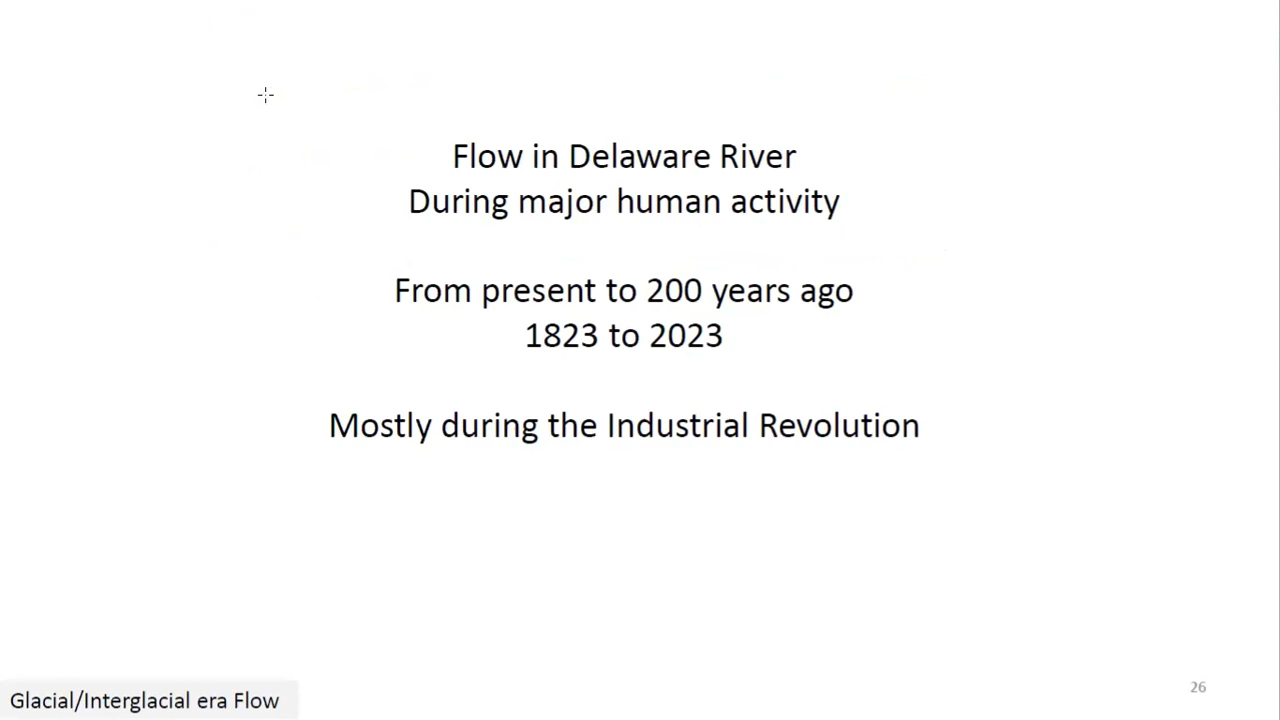 Flow in Delaware River
During major human activity
From present to 200 years ago
1823 to 2023
Mostly during the Industrial Revolution
Glacial/Interglacial era Flow
26